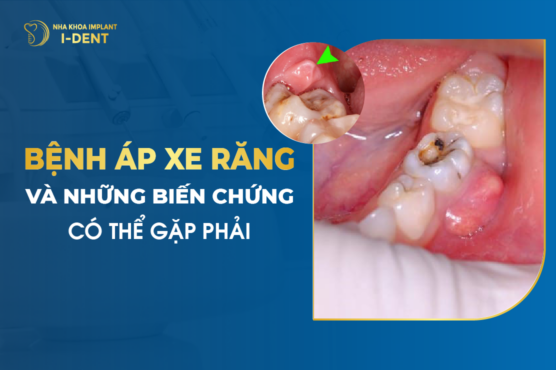 NHA KHOA IMPLANT
I-DENT
BỆNH ÁP XE RĂNG
VÀ NHỮNG BIẾN CHỨNG
CÓ THỂ GẶP PHẢI